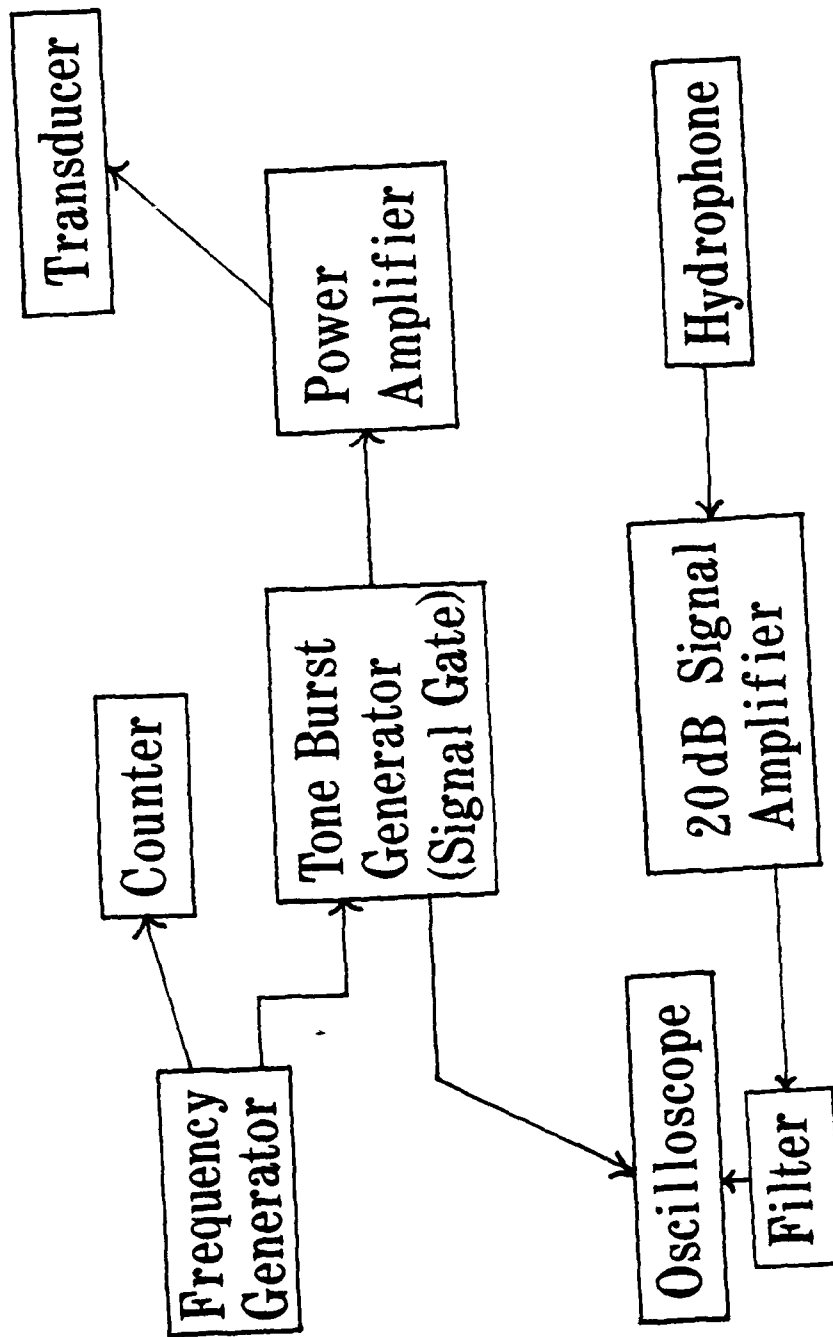 Transducer
Counter
Power
Amplifier
Tone Burst
Generator
(Signal Gate)
Frequency
Generator
Hydrophone
20dB Signal
Amplifier
Oscilloscope
Filter